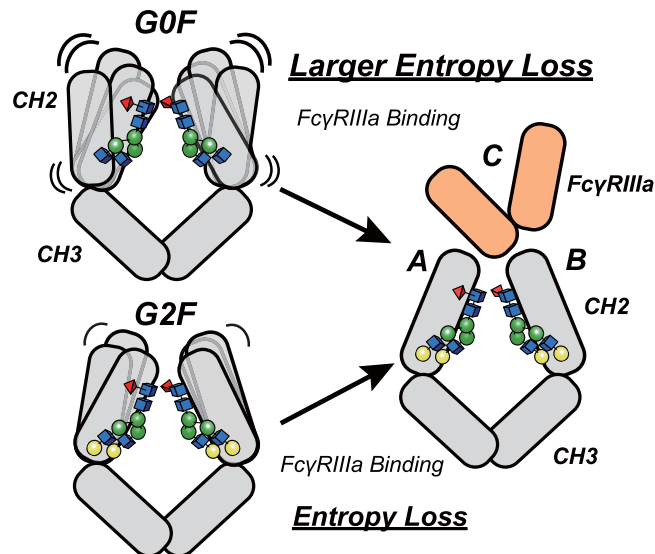 G0F
Larger Entropy Loss
CH2
FcγRIIIa Binding
C
FcγRIIIa
CH3
A
B
G2F
CH2
FcγRIIIa Binding
CH3
Entropy Loss